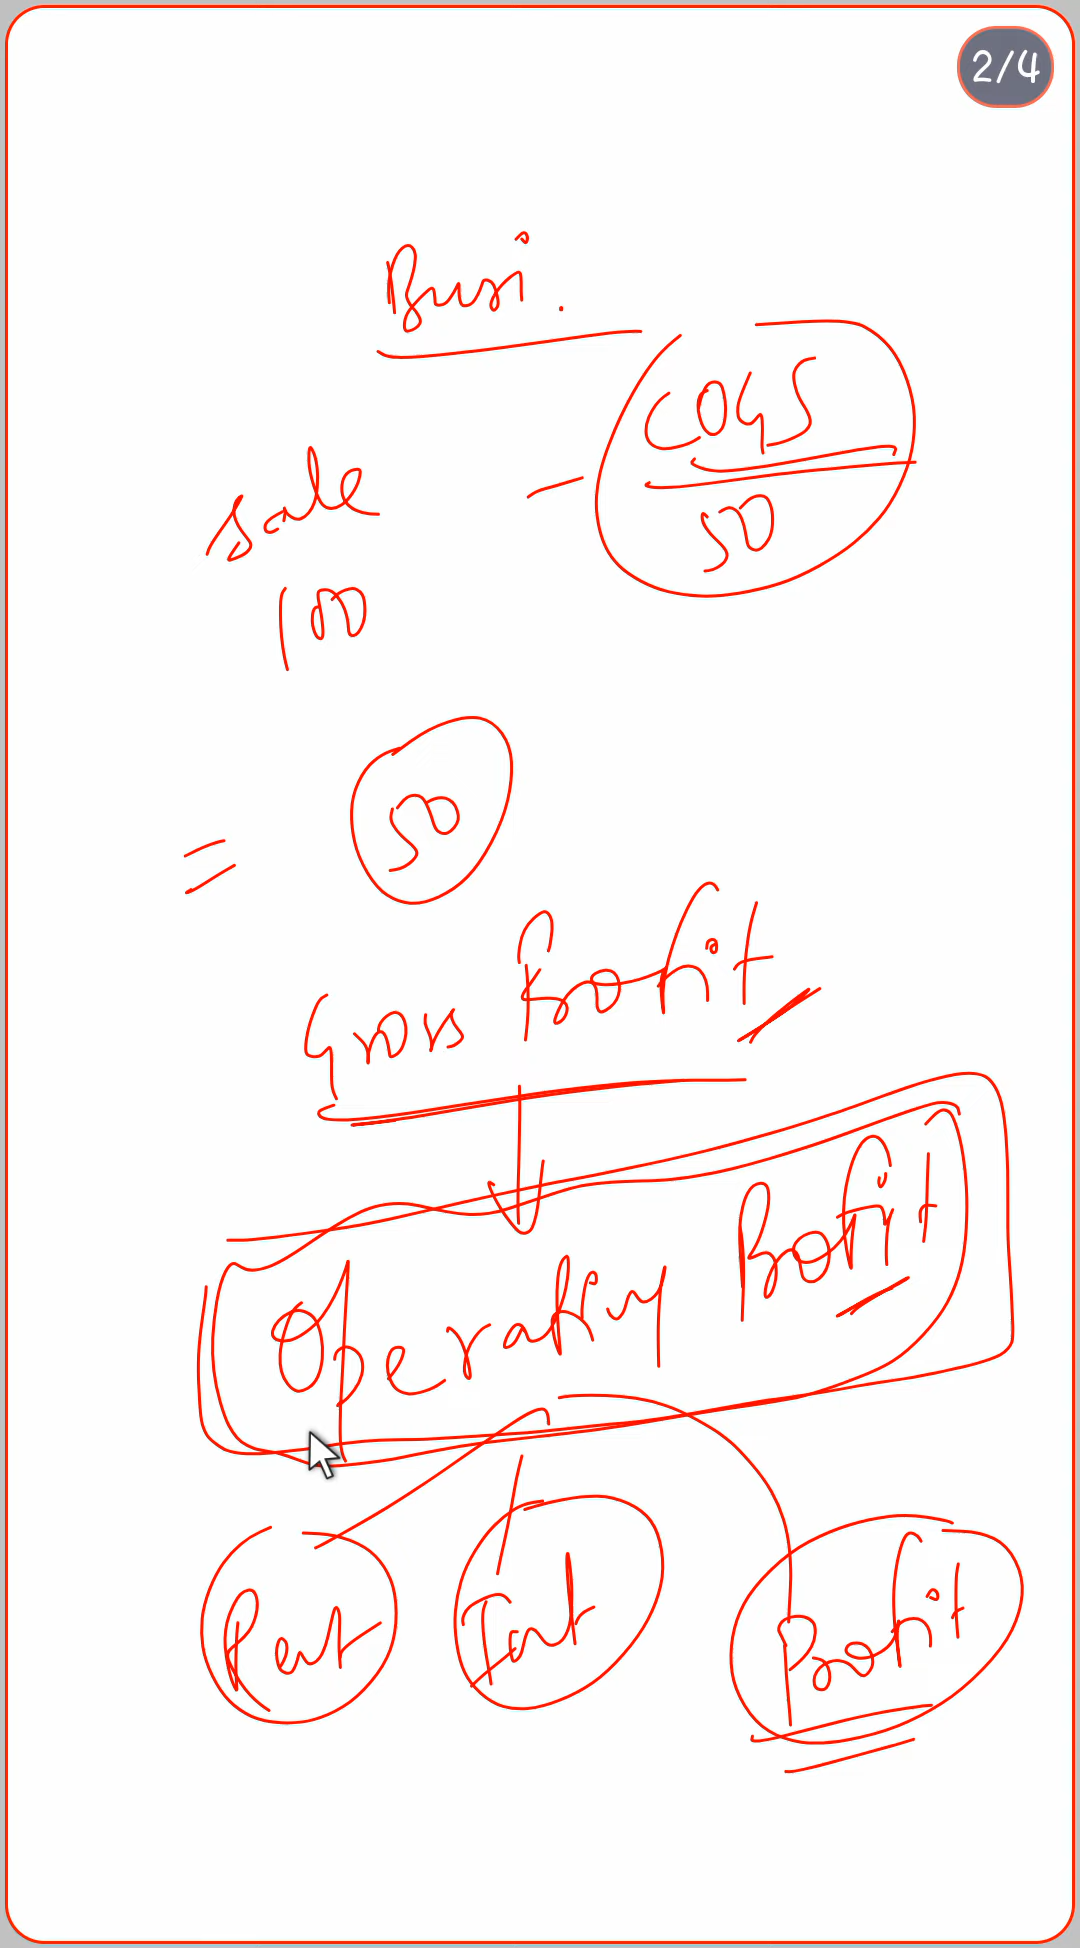 2/4
Busi.
Sale - COGS
100 50
= 50
Gross Profit
Operating Profit
Rent Int Profit